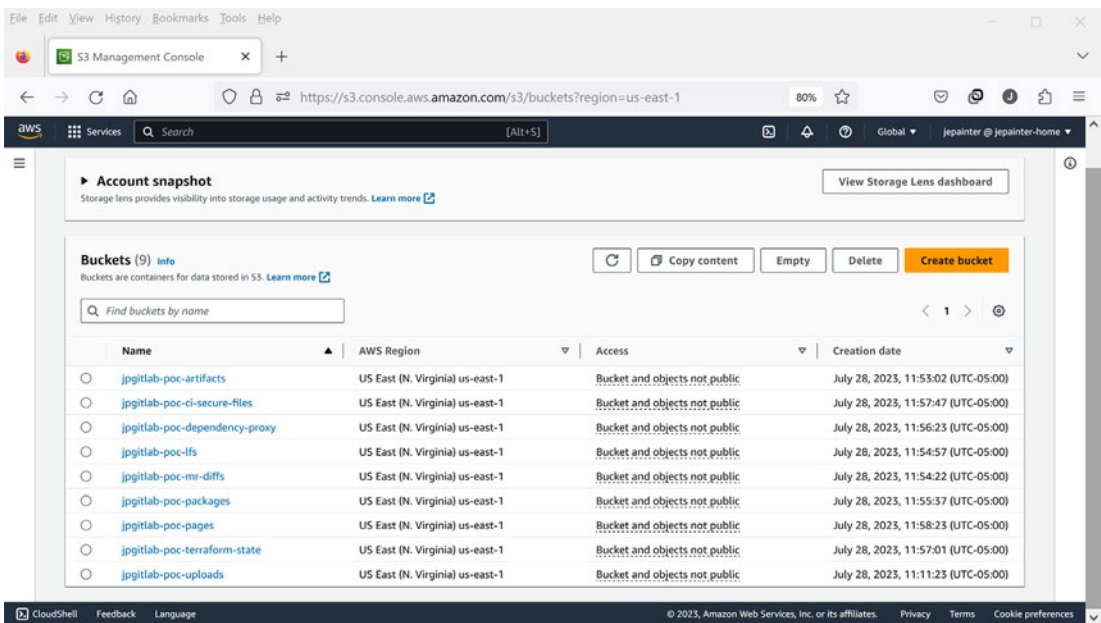 File Edit View History Bookmarks Tools Help
S3 Management Console
https://s3.console.aws.amazon.com/s3/buckets?region=us-east-1 80% J
aws Services Search [Alt+S] Global jepainter @ jepainter-home
Account snapshot View Storage Lens dashboard
Storage lens provides visibility into storage usage and activity trends. Learn more
Buckets (9) Info Copy content Empty Delete Create bucket
Buckets are containers for data stored in S3. Learn more
Find buckets by name 1
Name AWS Region Access Creation date
jpgitlab-poc-artifacts US East (N. Virginia) us-east-1 Bucket and objects not public July 28, 2023, 11:53:02 (UTC-05:00)
jpgitlab-poc-ci-secure-files US East (N. Virginia) us-east-1 Bucket and objects not public July 28, 2023, 11:57:47 (UTC-05:00)
jpgitlab-poc-dependency-proxy US East (N. Virginia) us-east-1 Bucket and objects not public July 28, 2023, 11:56:23 (UTC-05:00)
jpgitlab-poc-lfs US East (N. Virginia) us-east-1 Bucket and objects not public July 28, 2023, 11:54:57 (UTC-05:00)
jpgitlab-poc-mr-diffs US East (N. Virginia) us-east-1 Bucket and objects not public July 28, 2023, 11:54:22 (UTC-05:00)
jpgitlab-poc-packages US East (N. Virginia) us-east-1 Bucket and objects not public July 28, 2023, 11:55:37 (UTC-05:00)
jpgitlab-poc-pages US East (N. Virginia) us-east-1 Bucket and objects not public July 28, 2023, 11:58:23 (UTC-05:00)
jpgitlab-poc-terraform-state US East (N. Virginia) us-east-1 Bucket and objects not public July 28, 2023, 11:57:01 (UTC-05:00)
jpgitlab-poc-uploads US East (N. Virginia) us-east-1 Bucket and objects not public July 28, 2023, 11:11:23 (UTC-05:00)
CloudShell Feedback Language © 2023, Amazon Web Services, Inc. or its affiliates. Privacy Terms Cookie preferences